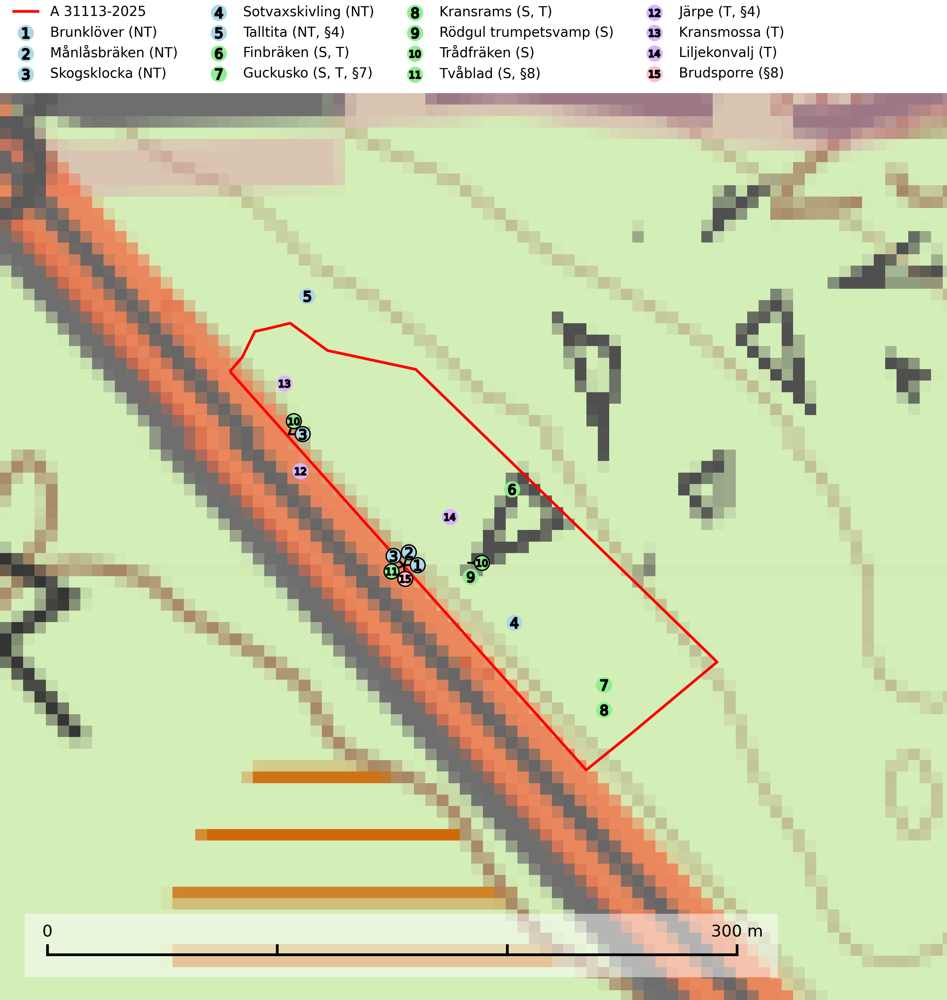 A 31113-2025
1 Brunklöver (NT)
2 Månlåsbräken (NT)
3 Skogsklocka (NT)
4 Sotvaxskivling (NT)
5 Talltita (NT, §4)
6 Finbräken (S, T)
7 Guckusko (S, T, §7)
8 Kransrams (S, T)
9 Rödgul trumpetsvamp (S)
10 Trådfräken (S)
11 Tvåblad (S, §8)
12 Järpe (T, §4)
13 Kransmossa (T)
14 Liljekonvalj (T)
15 Brudsporre (§8)
5
13
10
3
12
6
14
3 2
1
11
15
10
9
4
7
8
0 300 m